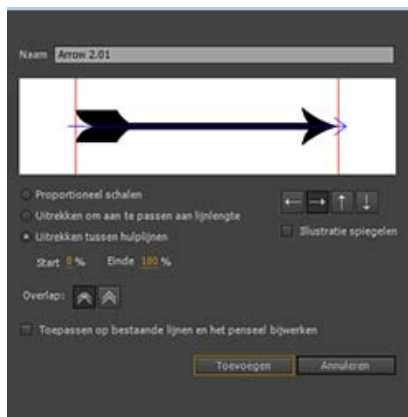 Naam Arrow 2.01
Proportioneel schalen
Uitrekken om aan te passen aan lijnlengte
Uitrekken tussen hulplijnen
Illustratie spiegelen
Start 0 % Einde 100 %
Overlap:
Toepassen op bestaande lijnen en het penseel bijwerken
Toevoegen Annuleren